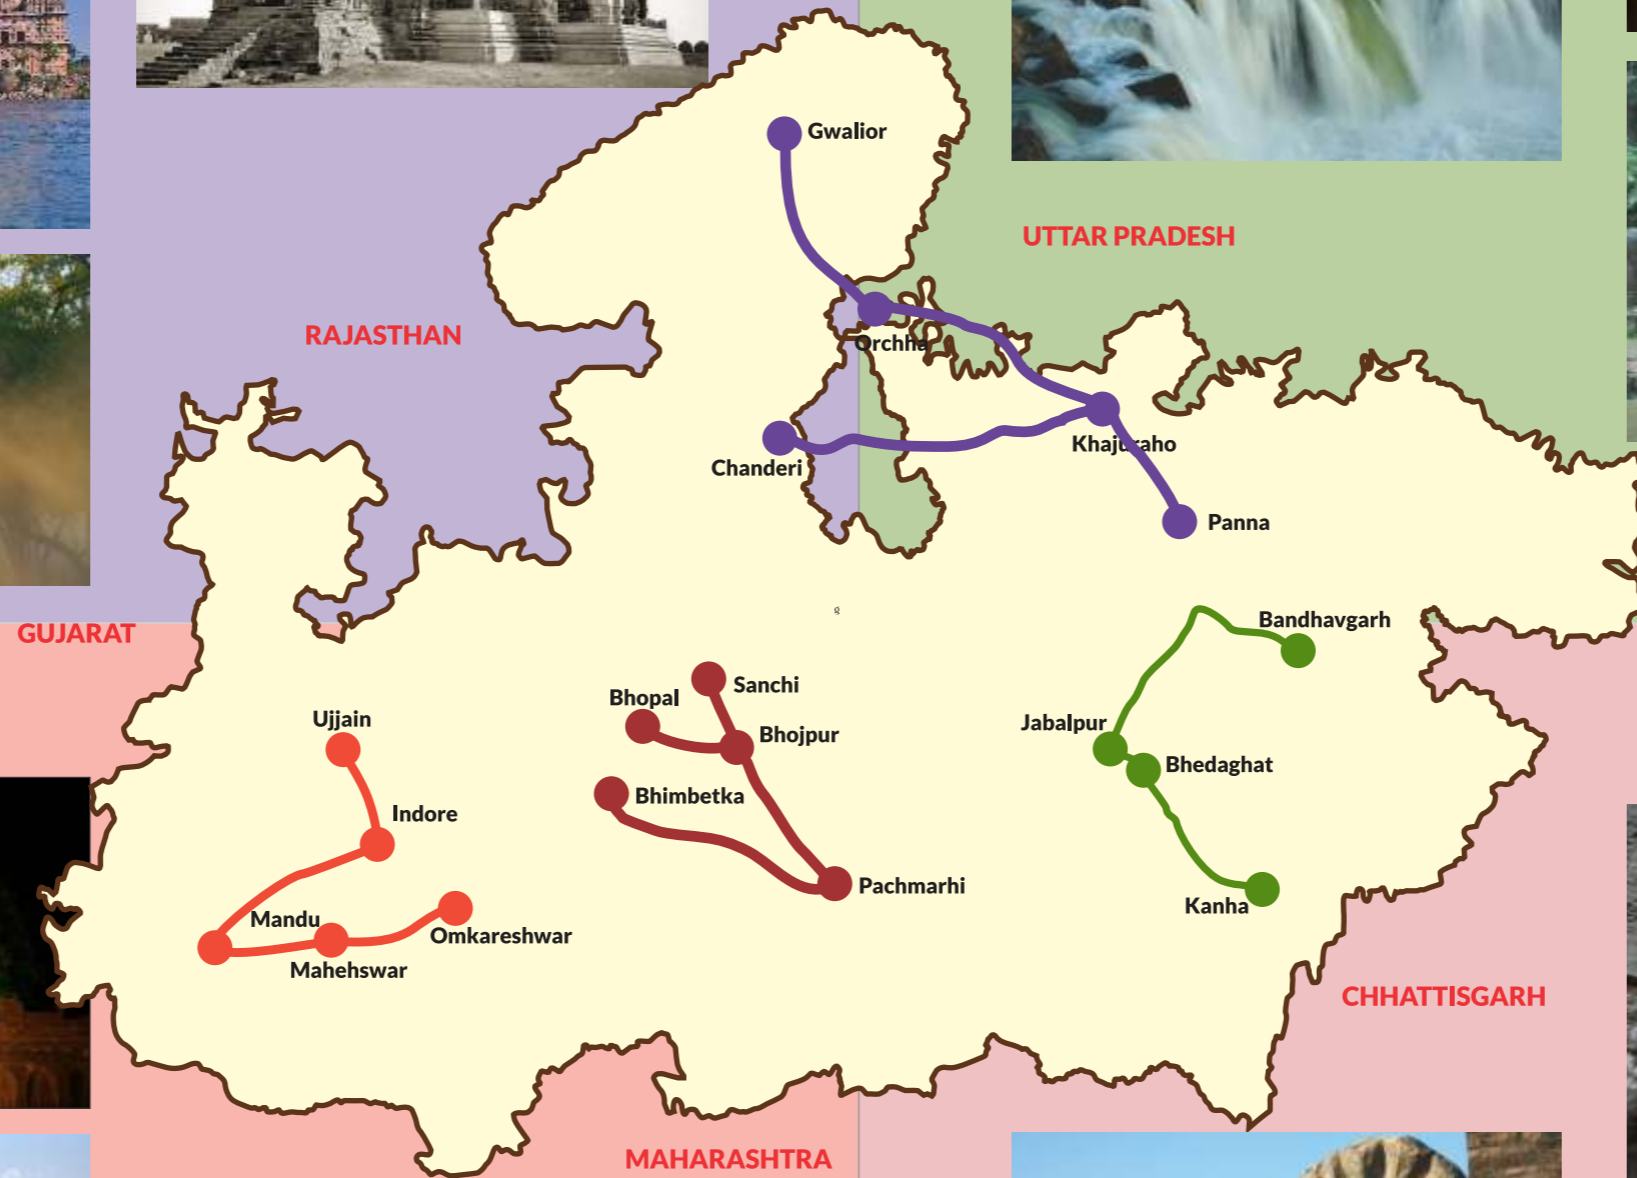 Gwalior
UTTAR PRADESH
RAJASTHAN
Orchha
Khajuraho
Chanderi
Panna
Bandhavgarh
GUJARAT
Sanchi
Bhopal
Ujjain
Jabalpur
Bhojpur
Bhedaghat
Bhimbetka
Indore
Pachmarhi
Kanha
Mandu
Omkareshwar
Mahehswar
CHHATTISGARH
MAHARASHTRA